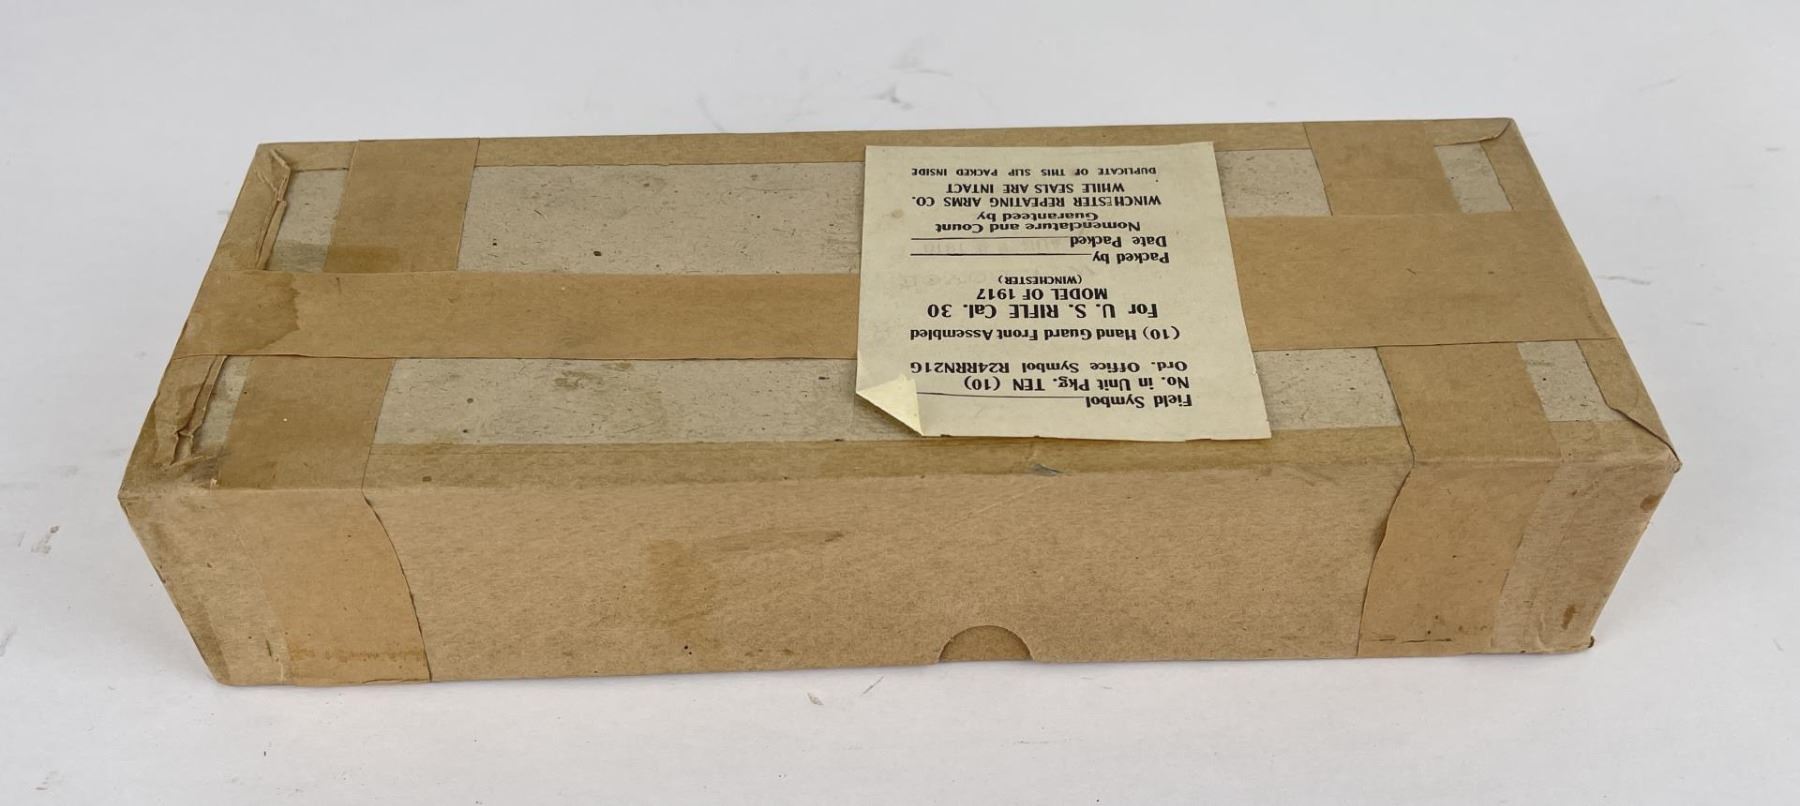 Field Symbol
No. in Unit Pkg. TEN (10)
Ord. Office Symbol R24RRN21G
(10) Hand Guard Front Assembled
For U. S. RIFLE Cal. 30
MODEL OF 1917
(WINCHESTER)
Packed by
Date Packed
Nomenclature and Count
Guaranteed by
WINCHESTER REPEATING ARMS CO.
WHILE SEALS ARE INTACT
DUPLICATE OF THIS SLIP PACKED INSIDE